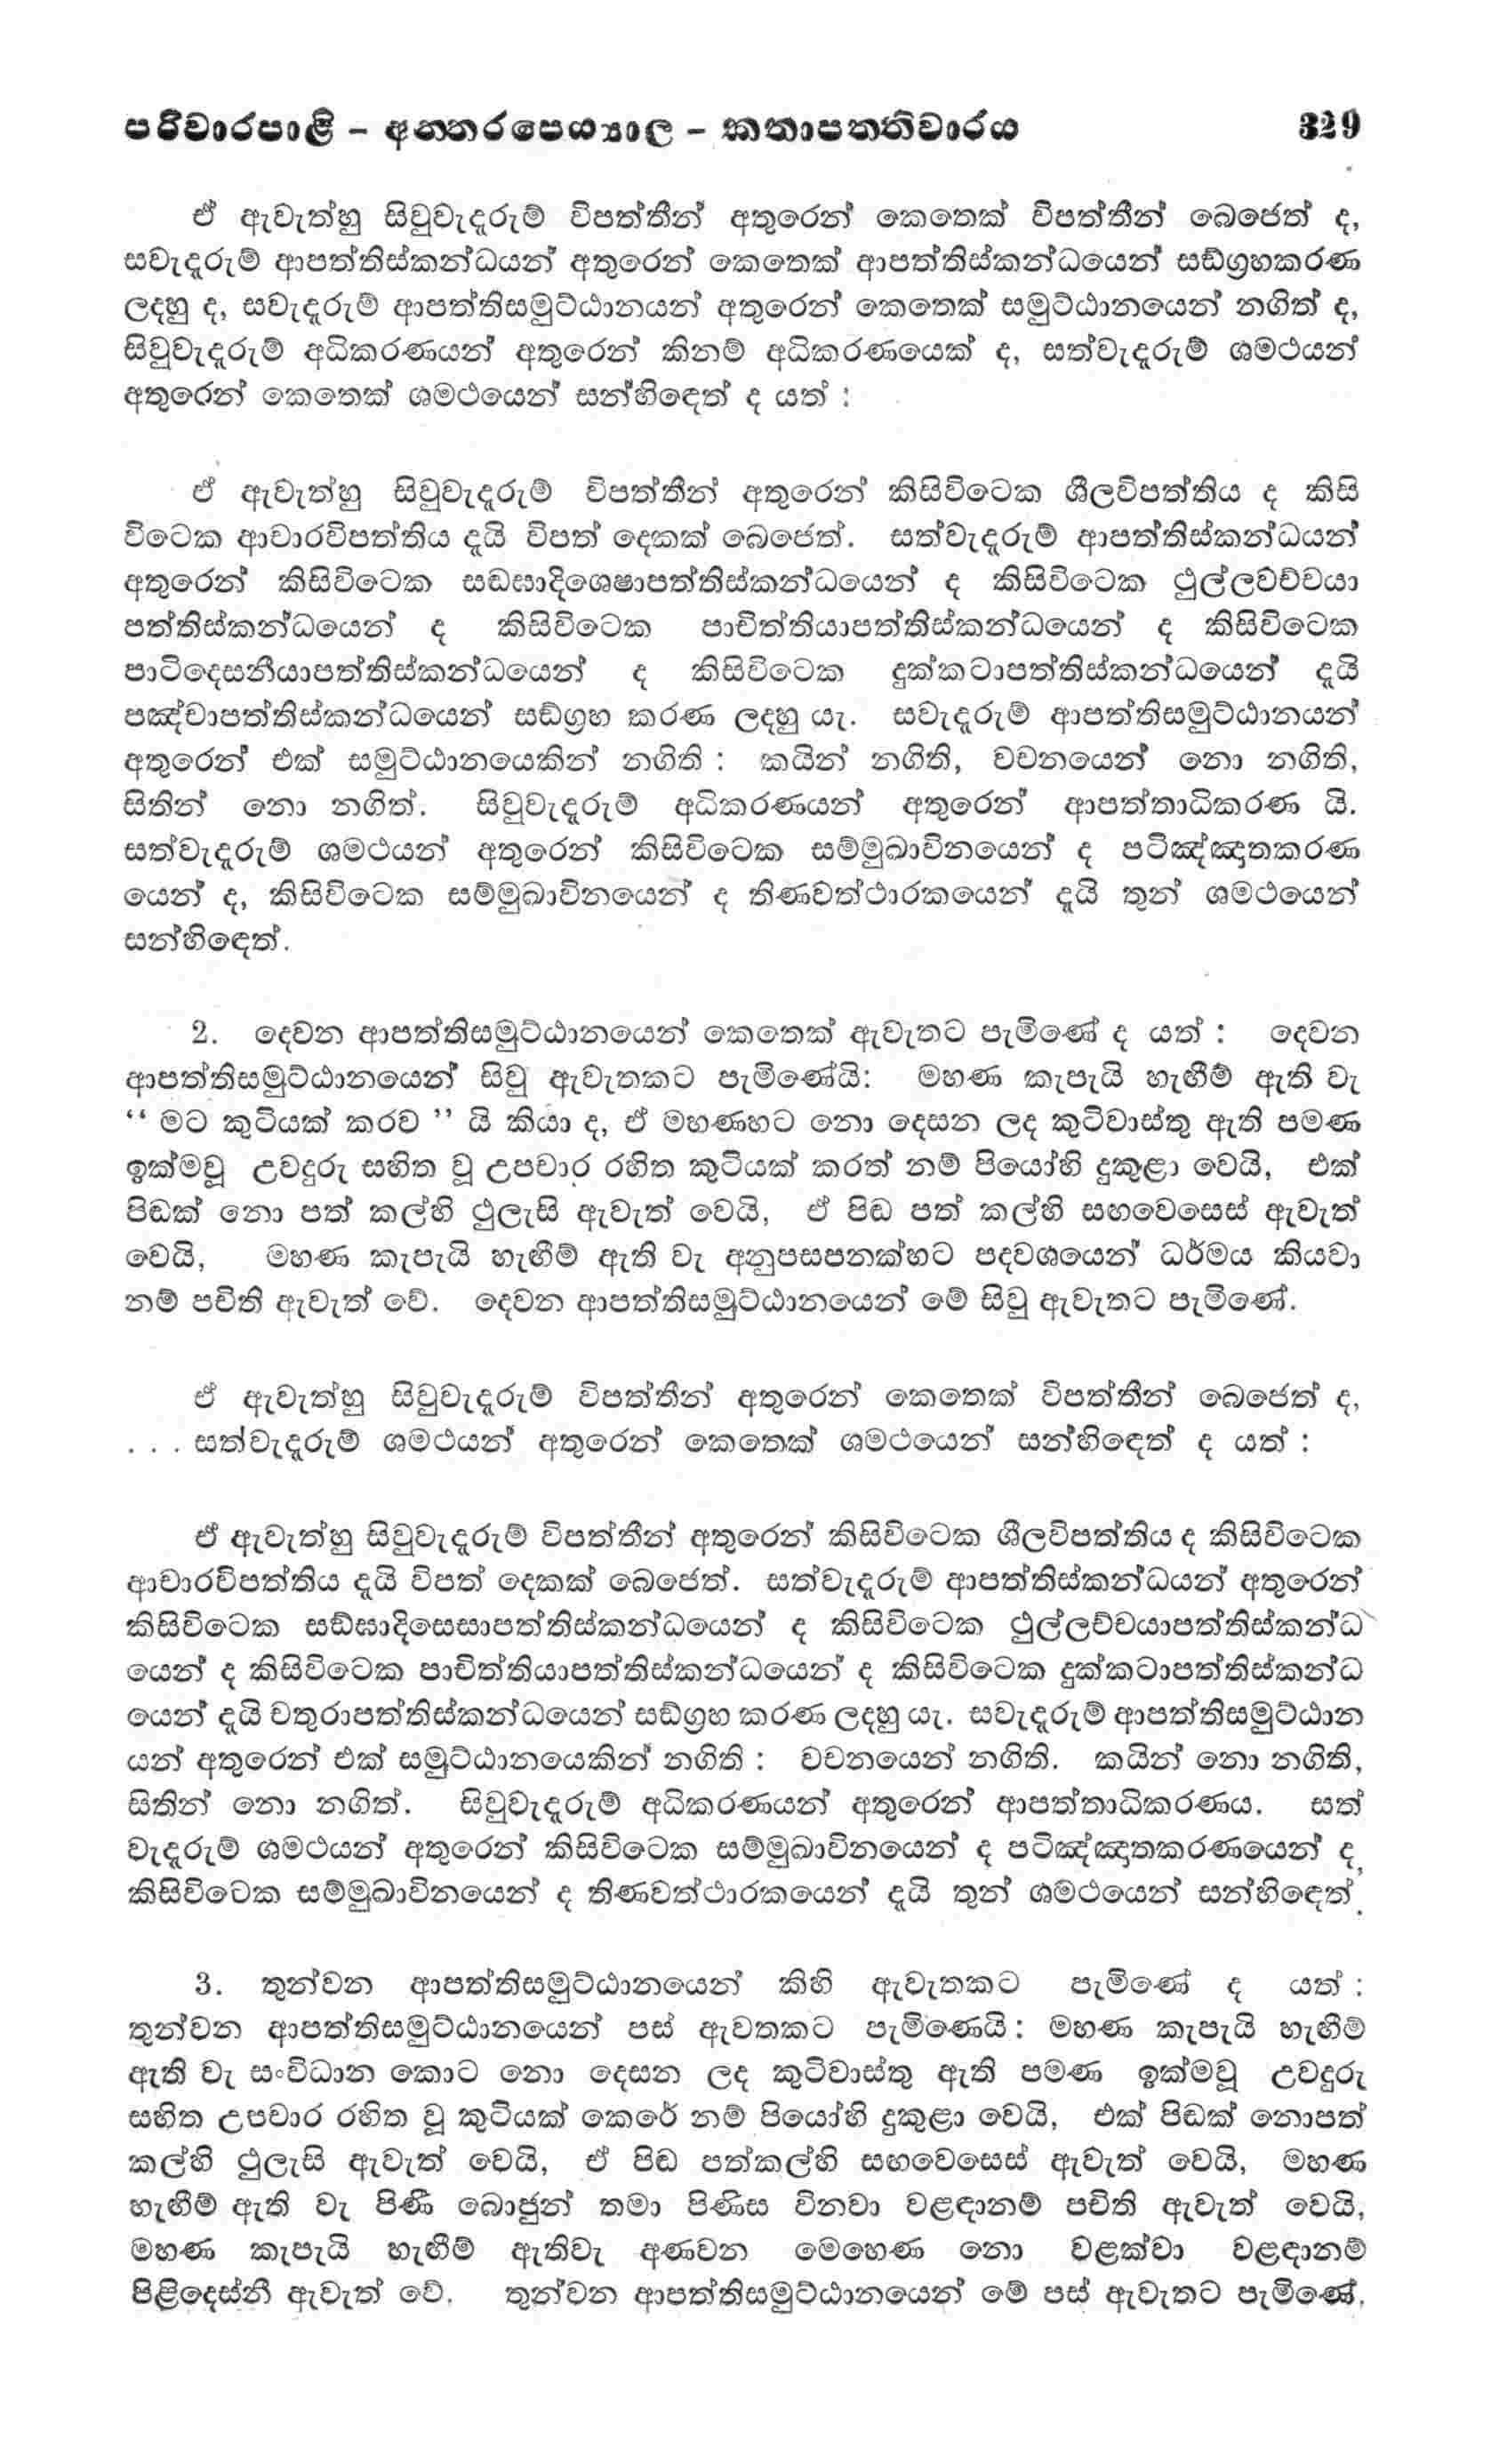 පරිවාරපාළි – අනන්තරපෙය්‍යාල – කතාපත්තිවාරය 329
ඒ ඇවැත්හු සිවුවැදෑරුම් විපත්තීන් අතුරෙන් කෙතෙක් විපත්තීන් බෙජෙත් ද,
සවැදෑරුම් ආපත්තිස්කන්ධයන් අතුරෙන් කෙතෙක් ආපත්තිස්කන්ධයෙන් සඞ්ග්‍රහකරණ
ලදහු ද, සවැදෑරුම් ආපත්තිසමුට්ඨානයන් අතුරෙන් කෙතෙක් සමුට්ඨානයෙන් නගිත් ද,
සිවුවැදෑරුම් අධිකරණයන් අතුරෙන් කිනම් අධිකරණයෙක් ද, සත්වැදෑරුම් ශමථයන්
අතුරෙන් කෙතෙක් ශමථයෙන් සන්හිඳෙත් ද යත් :
ඒ ඇවැත්හු සිවුවැදෑරුම් විපත්තීන් අතුරෙන් කිසිවිටෙක ශීලවිපත්තිය ද කිසි
විටෙක ආචාරවිපත්තිය දැයි විපත් දෙකක් බෙජෙත්. සත්වැදෑරුම් ආපත්තිස්කන්ධයන්
අතුරෙන් කිසිවිටෙක සඬඝාදිශෙෂාපත්තිස්කන්ධයෙන් ද කිසිවිටෙක ථුල්ලවච්චයා
පත්තිස්කන්ධයෙන් ද කිසිවිටෙක පාචිත්තියාපත්තිස්කන්ධයෙන් ද කිසිවිටෙක
පාටිදෙසනීයාපත්තිස්කන්ධයෙන් ද කිසිවිටෙක දුක්කටාපත්තිස්කන්ධයෙන් දැයි
පඤ්චාපත්තිස්කන්ධයෙන් සඞ්ග්‍රහ කරණ ලදහු යැ. සවැදෑරුම් ආපත්තිසමුට්ඨානයන්
අතුරෙන් එක් සමුට්ඨානයෙකින් නගිති : කයින් නගිති, වචනයෙන් නො නගිති,
සිතින් නො නගිත්. සිවුවැදෑරුම් අධිකරණයන් අතුරෙන් ආපත්තාධිකරණ යි.
සත්වැදෑරුම් ශමථයන් අතුරෙන් කිසිවිටෙක සම්මුඛාවිනයෙන් ද පටිඤ්ඤාතකරණ
යෙන් ද, කිසිවිටෙක සම්මුඛාවිනයෙන් ද තිණවත්ථාරකයෙන් දැයි තුන් ශමථයෙන්
සන්හිඳෙත්.
2. දෙවන ආපත්තිසමුට්ඨානයෙන් කෙතෙක් ඇවැතට පැමිණේ ද යත් : දෙවන
ආපත්තිසමුට්ඨානයෙන් සිවු ඇවැතකට පැමිණේයි: මහණ කැපැයි හැඟීම් ඇති වැ
“ මට කුටියක් කරව ” යි කියා ද, ඒ මහණහට නො දෙසන ලද කුටිවාස්තු ඇති පමණ
ඉක්මවූ උවදුරු සහිත වූ උපචාර රහිත කුටියක් කරත් නම් පියෝහි දුකුළා වෙයි, එක්
පිඬක් නො පත් කල්හි ථුලැසි ඇවැත් වෙයි, ඒ පිඬ පත් කල්හි සඟවෙසෙස් ඇවැත්
වෙයි, මහණ කැපැයි හැඟීම් ඇති වැ අනුපසපනක්හට පදවශයෙන් ධර්මය කියවා
නම් පචිති ඇවැත් වේ. දෙවන ආපත්තිසමුට්ඨානයෙන් මේ සිවු ඇවැතට පැමිණේ.
ඒ ඇවැත්හු සිවුවැදෑරුම් විපත්තීන් අතුරෙන් කෙතෙක් විපත්තීන් බෙජෙත් ද,
. . . සත්වැදෑරුම් ශමථයන් අතුරෙන් කෙතෙක් ශමථයෙන් සන්හිඳෙත් ද යත් :
ඒ ඇවැත්හු සිවුවැදෑරුම් විපත්තීන් අතුරෙන් කිසිවිටෙක ශීලවිපත්තිය ද කිසිවිටෙක
ආචාරවිපත්තිය දැයි විපත් දෙකක් බෙජෙත්. සත්වැදෑරුම් ආපත්තිස්කන්ධයන් අතුරෙන්
කිසිවිටෙක සඞ්ඝාදිසෙසාපත්තිස්කන්ධයෙන් ද කිසිවිටෙක ථුල්ලච්චයාපත්තිස්කන්ධ
යෙන් ද කිසිවිටෙක පාචිත්තියාපත්තිස්කන්ධයෙන් ද කිසිවිටෙක දුක්කටාපත්තිස්කන්ධ
යෙන් දැයි චතුරාපත්තිස්කන්ධයෙන් සඞ්ග්‍රහ කරණ ලදහු යැ. සවැදෑරුම් ආපත්තිසමුට්ඨාන
යන් අතුරෙන් එක් සමුට්ඨානයෙකින් නගිති : වචනයෙන් නගිති. කයින් නො නගිති,
සිතින් නො නගිත්. සිවුවැදෑරුම් අධිකරණයන් අතුරෙන් ආපත්තාධිකරණය. සත්
වැදෑරුම් ශමථයන් අතුරෙන් කිසිවිටෙක සම්මුඛාවිනයෙන් ද පටිඤ්ඤාතකරණයෙන් ද,
කිසිවිටෙක සම්මුඛාවිනයෙන් ද තිණවත්ථාරකයෙන් දැයි තුන් ශමථයෙන් සන්හිඳෙත්.
3. තුන්වන ආපත්තිසමුට්ඨානයෙන් කිහි ඇවැතකට පැමිණේ ද යත් :
තුන්වන ආපත්තිසමුට්ඨානයෙන් පස් ඇවතකට පැමිණෙයි: මහණ කැපැයි හැඟීම්
ඇති වැ සංවිධාන කොට නො දෙසන ලද කුටිවාස්තු ඇති පමණ ඉක්මවූ උවදුරු
සහිත උපචාර රහිත වූ කුටියක් කෙරේ නම් පියෝහි දුකුළා වෙයි, එක් පිඬක් නොපත්
කල්හි ථුලැසි ඇවැත් වෙයි, ඒ පිඬ පත්කල්හි සඟවෙසෙස් ඇවැත් වෙයි, මහණ
හැඟීම් ඇති වැ පිණී බොජුන් තමා පිණිස විනවා වළඳානම් පචිති ඇවැත් වෙයි,
මහණ කැපැයි හැඟීම් ඇතිවැ අණවන මෙහෙණ නො වළක්වා වළඳානම්
පිළිදෙස්නී ඇවැත් වේ. තුන්වන ආපත්තිසමුට්ඨානයෙන් මේ පස් ඇවැතට පැමිණේ.